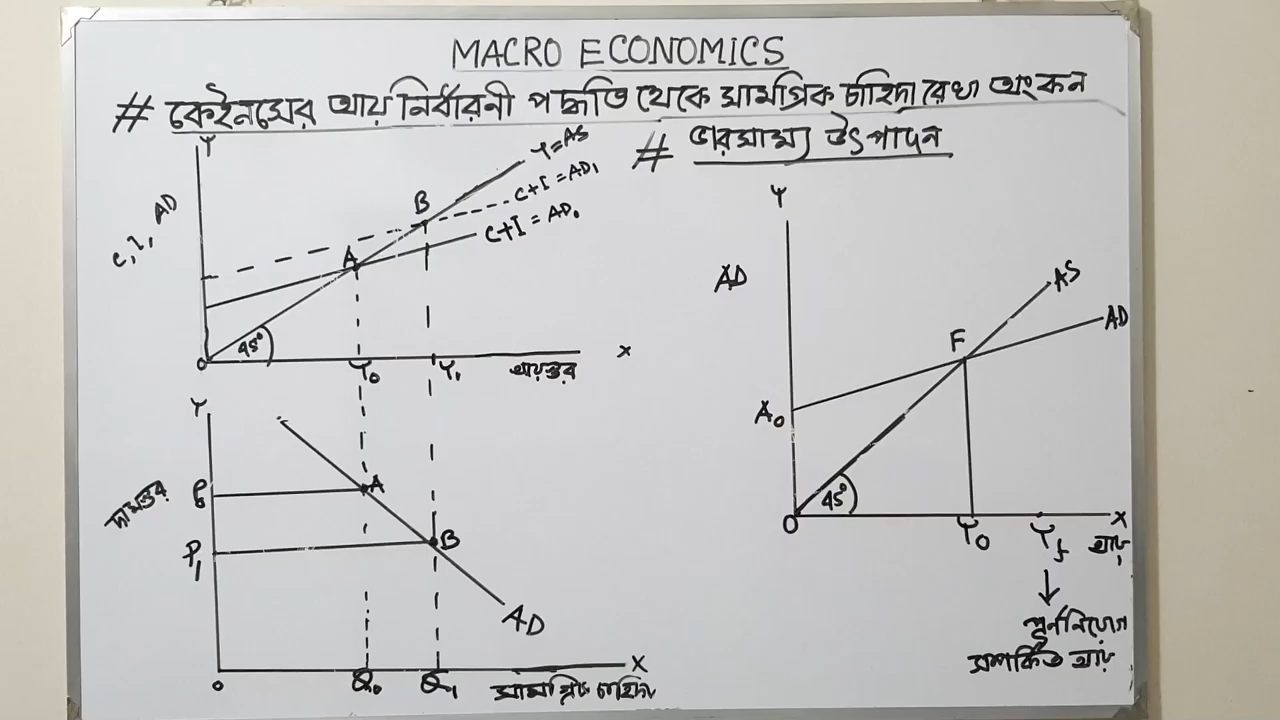 MACRO ECONOMICS
# কেইনসের আয় নির্ধারনী পদ্ধতি থেকে সামগ্রিক চাহিদা রেখা অংকন
# ভারসাম্য উৎপাদন
Y
Y=AS
C+I = AD₁
C+I = AD₀
B
A
C, I, AD
45°
0
Y₀
Y₁
আয়স্তর
X
Y
দামস্তর
P₀
A
P₁
B
AD
0
Q₀
Q₁
সামগ্রিক চাহিদা
X
Y
AD
AS
AD
F
A₀
45°
0
Y₀
Yf
X
আয়
পূর্ননিয়োগ
সম্পর্কিত আয়